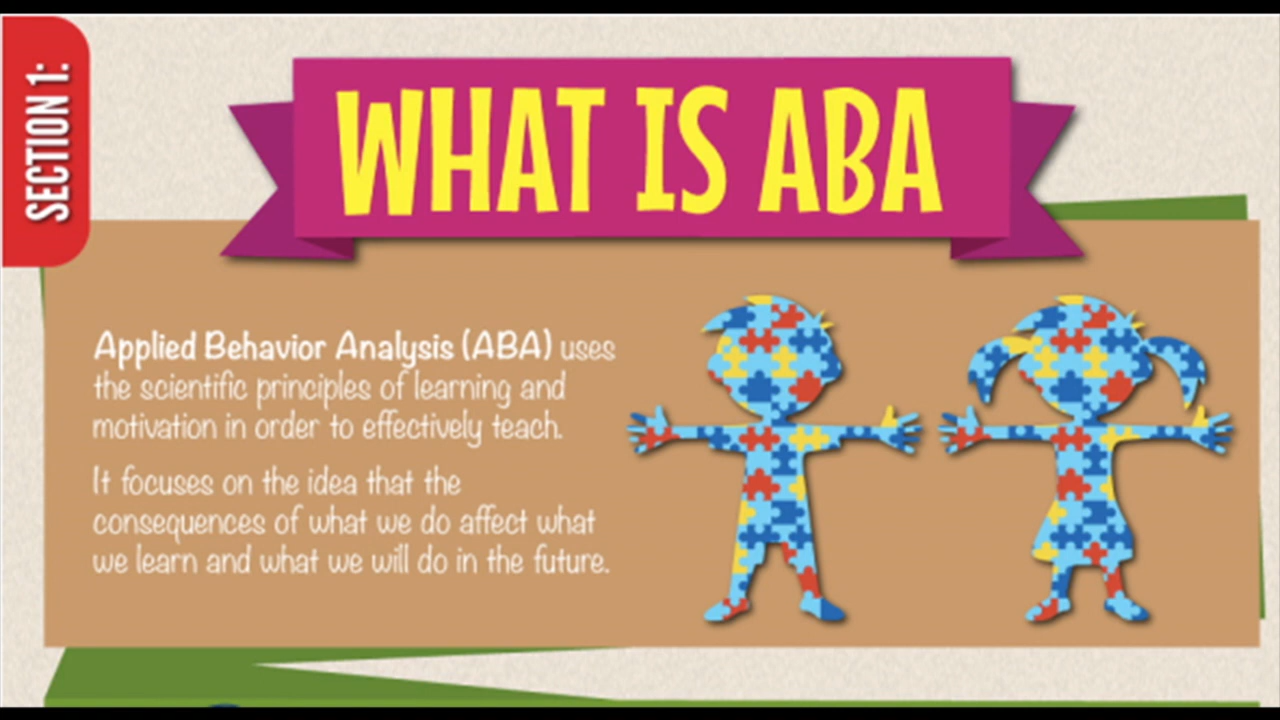 SECTION 1:
WHAT IS ABA
Applied Behavior Analysis (ABA) uses
the scientific principles of learning and
motivation in order to effectively teach.
It focuses on the idea that the
consequences of what we do affect what
we learn and what we will do in the future.